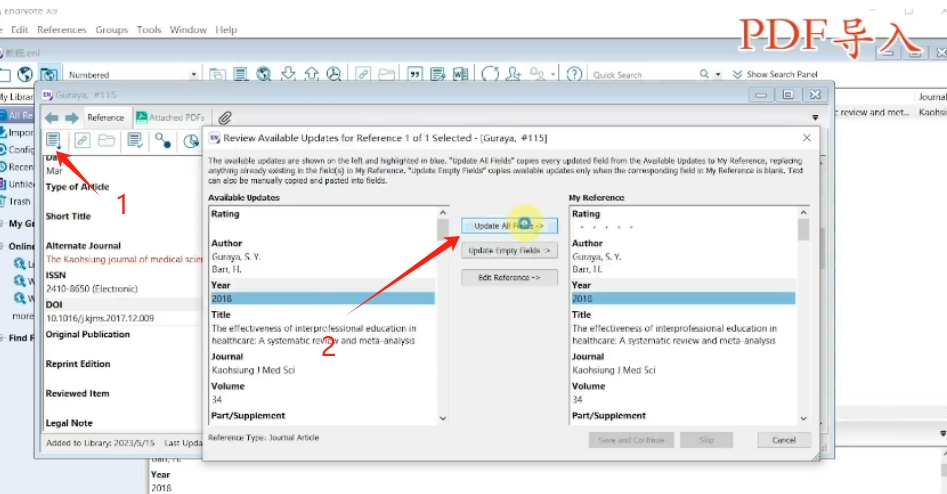 EndNote X9
Edit References Groups Tools Window Help
PDF导入
教程.enl
Numbered
Quick Search
Show Search Panel
My Librar
Guraya, #115
Journal
All Re
Reference
Attached PDFs
review and met...
Kaohsiu
Impor
Config
Recen
Unfile
Trash
My Gr
Online
more
Find F
Mar
Type of Article
1
Short Title
Alternate Journal
The Kaohsiung journal of medical scien
ISSN
2410-8650 (Electronic)
DOI
10.1016/j.kjms.2017.12.009
Original Publication
Reprint Edition
Reviewed Item
Legal Note
Added to Library: 2023/5/15 Last Upda
Review Available Updates for Reference 1 of 1 Selected - [Guraya, #115]
The available updates are shown on the left and highlighted in blue. "Update All Fields" copies every updated field from the Available Updates to My Reference, replacing
anything already existing in the field(s) in My Reference. "Update Empty Fields" copies available updates only when the corresponding field in My Reference is blank. Text
can also be manually copied and pasted into fields.
Available Updates
Rating
Author
Guraya, S. Y.
Barr, H.
Year
2018
Title
The effectiveness of interprofessional education in
healthcare: A systematic review and meta-analysis
Journal
Kaohsiung J Med Sci
Volume
34
Part/Supplement
Reference Type: Journal Article
Update All Fields ->
Update Empty Fields ->
Edit Reference ->
2
My Reference
Rating
Author
Guraya, S. Y.
Barr, H.
Year
2018
Title
The effectiveness of interprofessional education in
healthcare: A systematic review and meta-analysis
Journal
Kaohsiung J Med Sci
Volume
34
Part/Supplement
Save and Continue
Skip
Cancel
Barr, H.
Year
2018